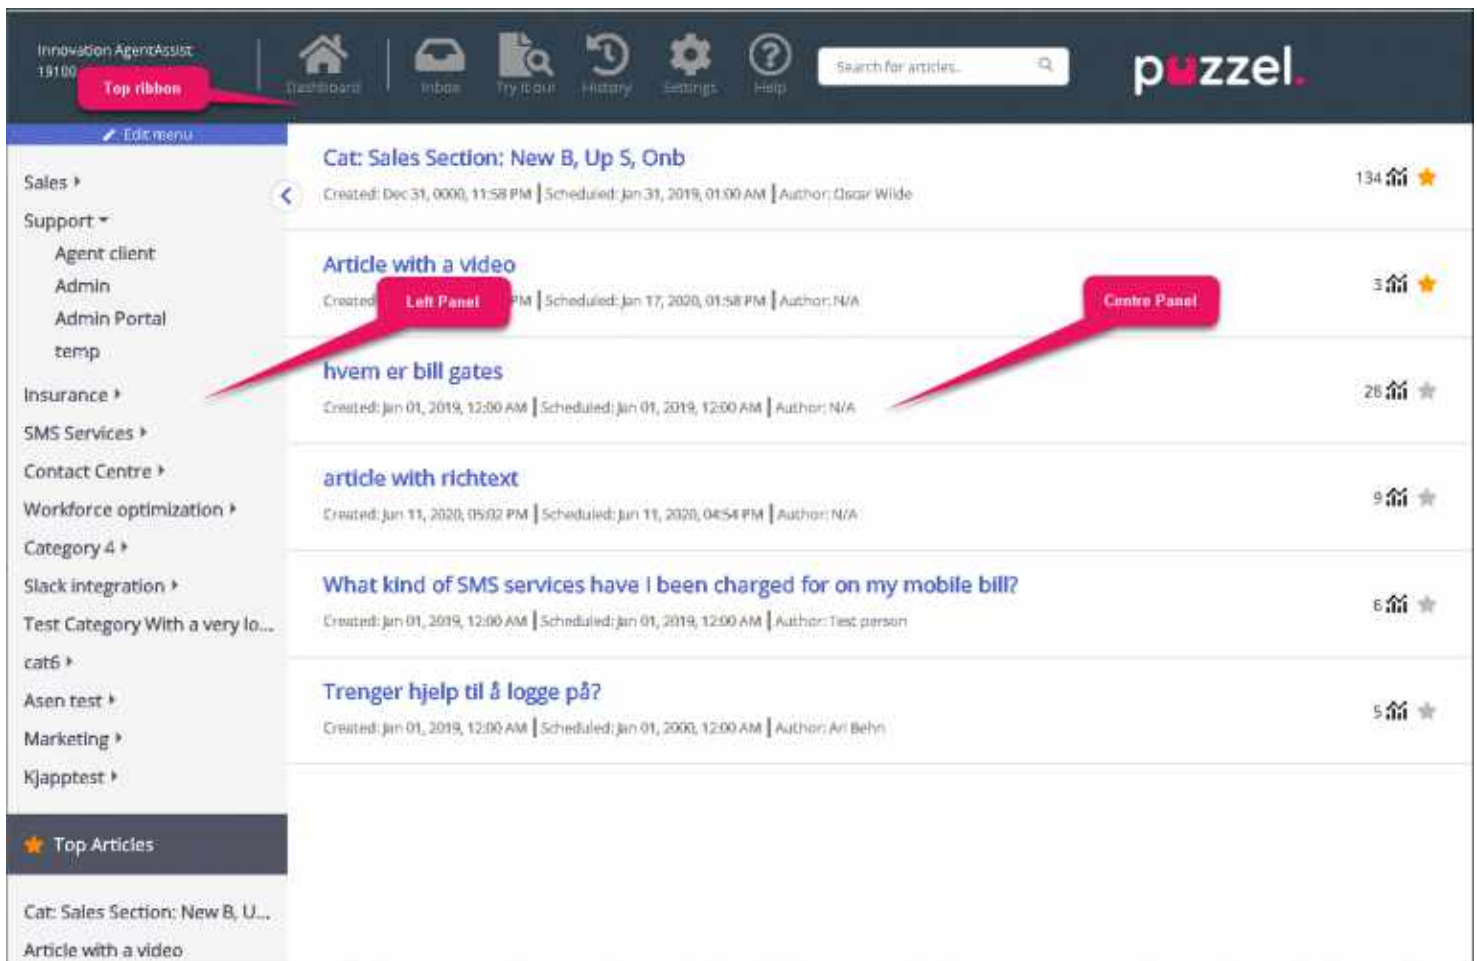 Innovation AgentAssist
19100
Top ribbon
Dashboard
Inbox
Try it out
History
Settings
Help
Search for articles..
puzzel.
Edit menu
Sales
Support
Agent client
Admin
Admin Portal
temp
Insurance
SMS Services
Contact Centre
Workforce optimization
Category 4
Slack integration
Test Category With a very lo...
cat6
Asen test
Marketing
Kjapptest
Top Articles
Cat: Sales Section: New B, U...
Article with a video
Cat: Sales Section: New B, Up S, Onb
134
Created: Dec 31, 0000, 11:58 PM | Scheduled: Jan 31, 2019, 01:00 AM | Author: Oscar Wilde
Article with a video
3
Created PM | Scheduled: Jan 17, 2020, 01:58 PM | Author: N/A
Left Panel
Centre Panel
hvem er bill gates
Created: Jan 01, 2019, 12:00 AM | Scheduled: Jan 01, 2019, 12:00 AM | Author: N/A
article with richtext
9
Created: Jun 11, 2020, 05:02 PM | Scheduled: Jun 11, 2020, 04:54 PM | Author: N/A
What kind of SMS services have I been charged for on my mobile bill?
6
Created: Jan 01, 2019, 12:00 AM | Scheduled: Jan 01, 2019, 12:00 AM | Author: Test person
Trenger hjelp til å logge på?
5
Created: Jan 01, 2019, 12:00 AM | Scheduled: Jan 01, 2000, 12:00 AM | Author: Ari Behn